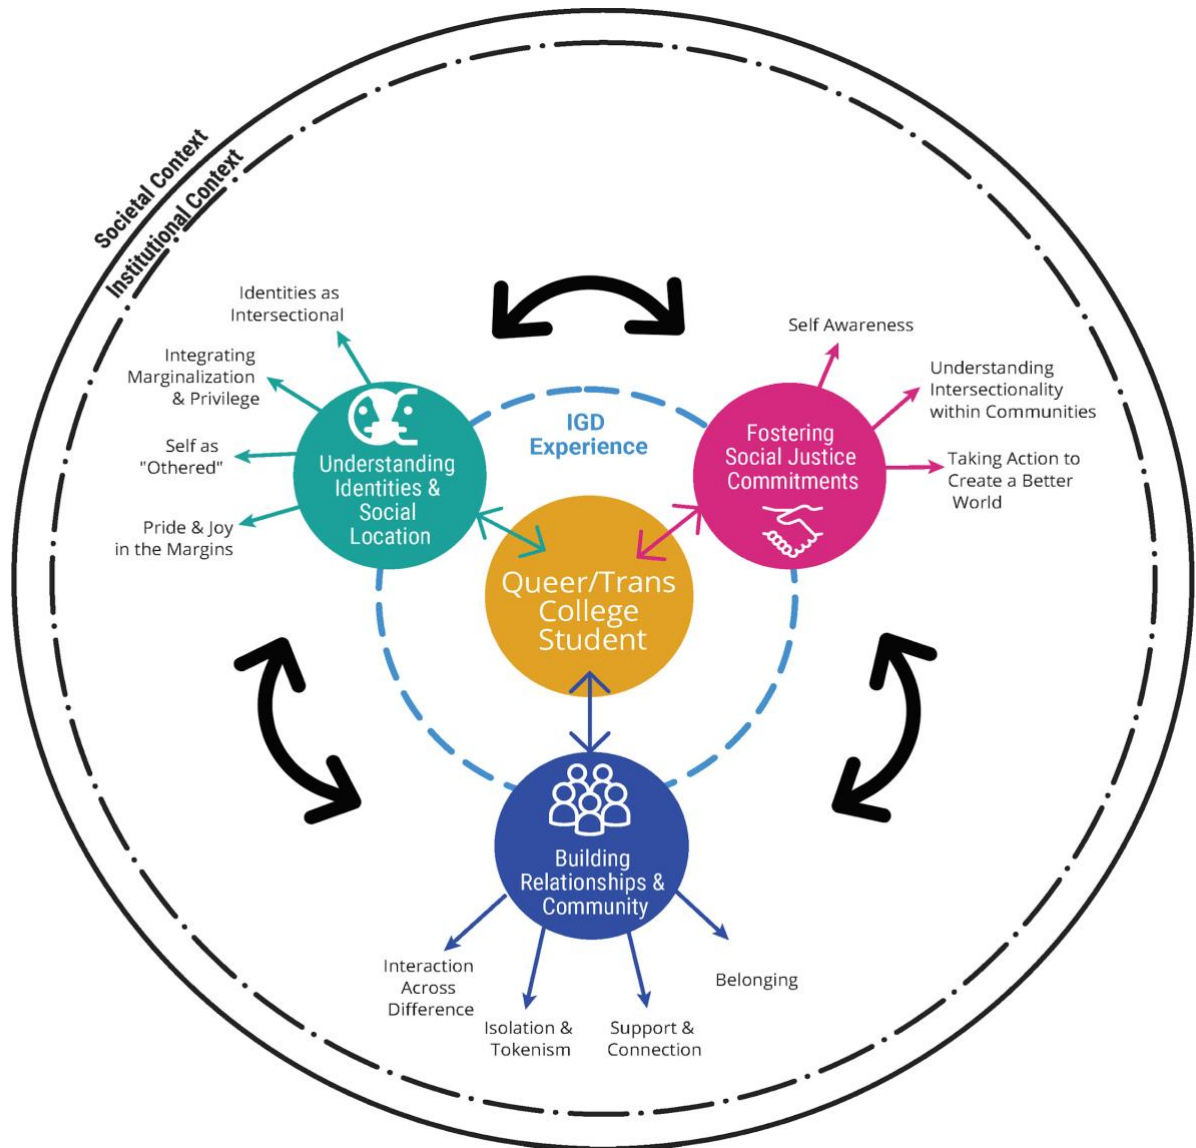 Societal Context
Institutional Context
Identities as
Intersectional
Integrating
Marginalization
& Privilege
Self as
"Othered"
Pride & Joy
in the Margins
Understanding
Identities &
Social
Location
IGD
Experience
Fostering
Social Justice
Commitments
Self Awareness
Understanding
Intersectionality
within Communities
Taking Action to
Create a Better
World
Queer/Trans
College
Student
Building
Relationships &
Community
Interaction
Across
Difference
Isolation &
Tokenism
Support &
Connection
Belonging